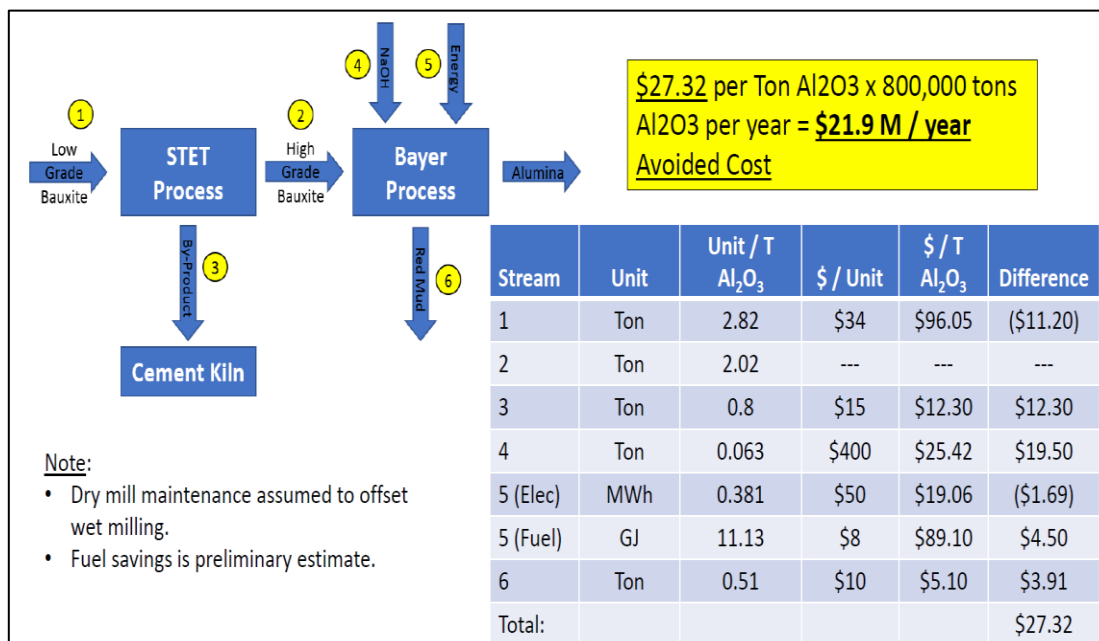 1
Low
Grade
Bauxite
STET
Process
2
High
Grade
Bauxite
4
NaOH
5
Energy
Bayer
Process
Alumina
$27.32 per Ton Al2O3 x 800,000 tons
Al2O3 per year = $21.9 M / year
Avoided Cost
By-Product
3
Red Mud
6
Cement Kiln
Note:
• Dry mill maintenance assumed to offset
wet milling.
• Fuel savings is preliminary estimate.
Stream Unit Unit / T Al₂O₃ $ / Unit $ / T Al₂O₃ Difference
1 Ton 2.82 $34 $96.05 ($11.20)
2 Ton 2.02 --- --- ---
3 Ton 0.8 $15 $12.30 $12.30
4 Ton 0.063 $400 $25.42 $19.50
5 (Elec) MWh 0.381 $50 $19.06 ($1.69)
5 (Fuel) GJ 11.13 $8 $89.10 $4.50
6 Ton 0.51 $10 $5.10 $3.91
Total: $27.32